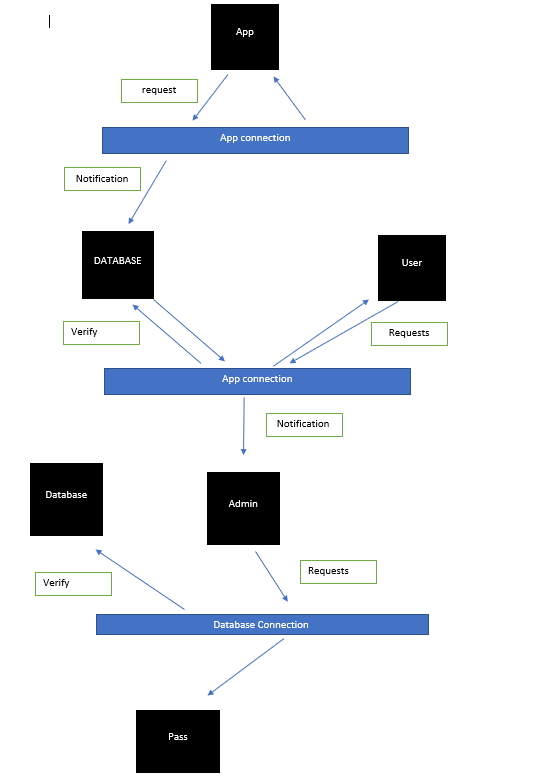 App
request
App connection
Notification
DATABASE
User
Verify
Requests
App connection
Notification
Database
Admin
Requests
Verify
Database Connection
Pass